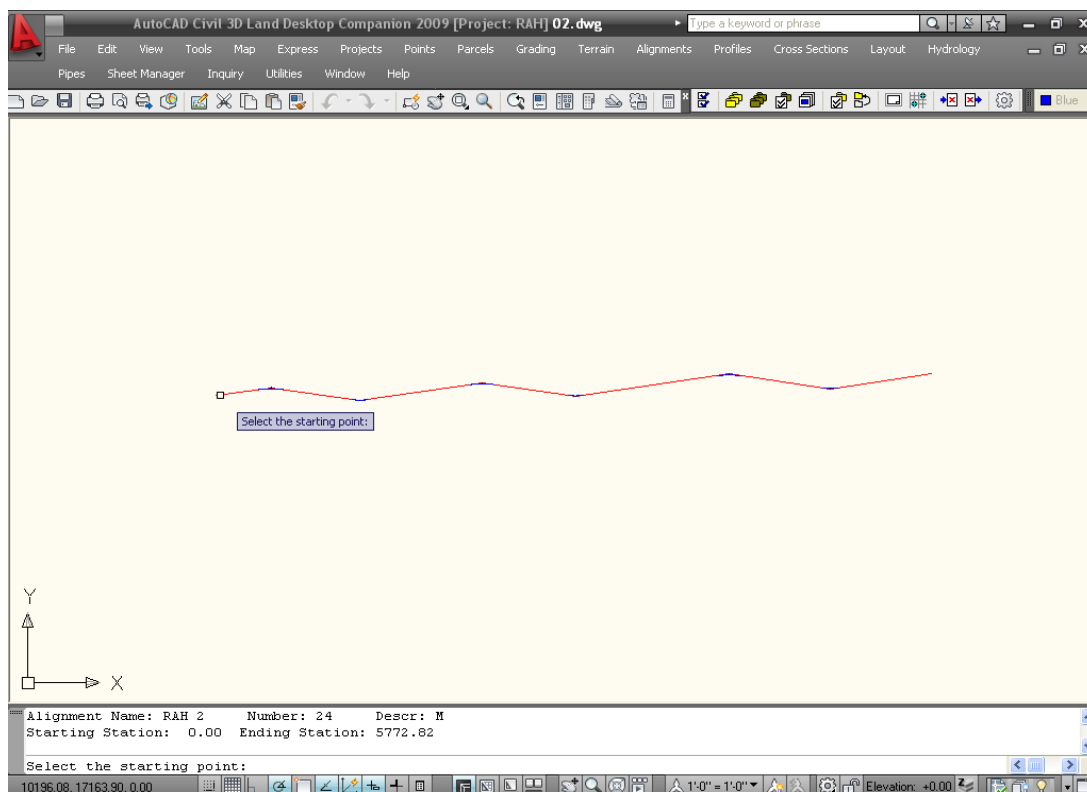 AutoCAD Civil 3D Land Desktop Companion 2009 [Project: RAH] 02.dwg
Type a keyword or phrase
File Edit View Tools Map Express Projects Points Parcels Grading Terrain Alignments Profiles Cross Sections Layout Hydrology
Pipes Sheet Manager Inquiry Utilities Window Help
Blue
Select the starting point:
Y
X
Alignment Name: RAH 2 Number: 24 Descr: M
Starting Station: 0.00 Ending Station: 5772.82
Select the starting point:
10196.08, 17163.90, 0.00 1'-0" = 1'-0" Elevation: +0.00